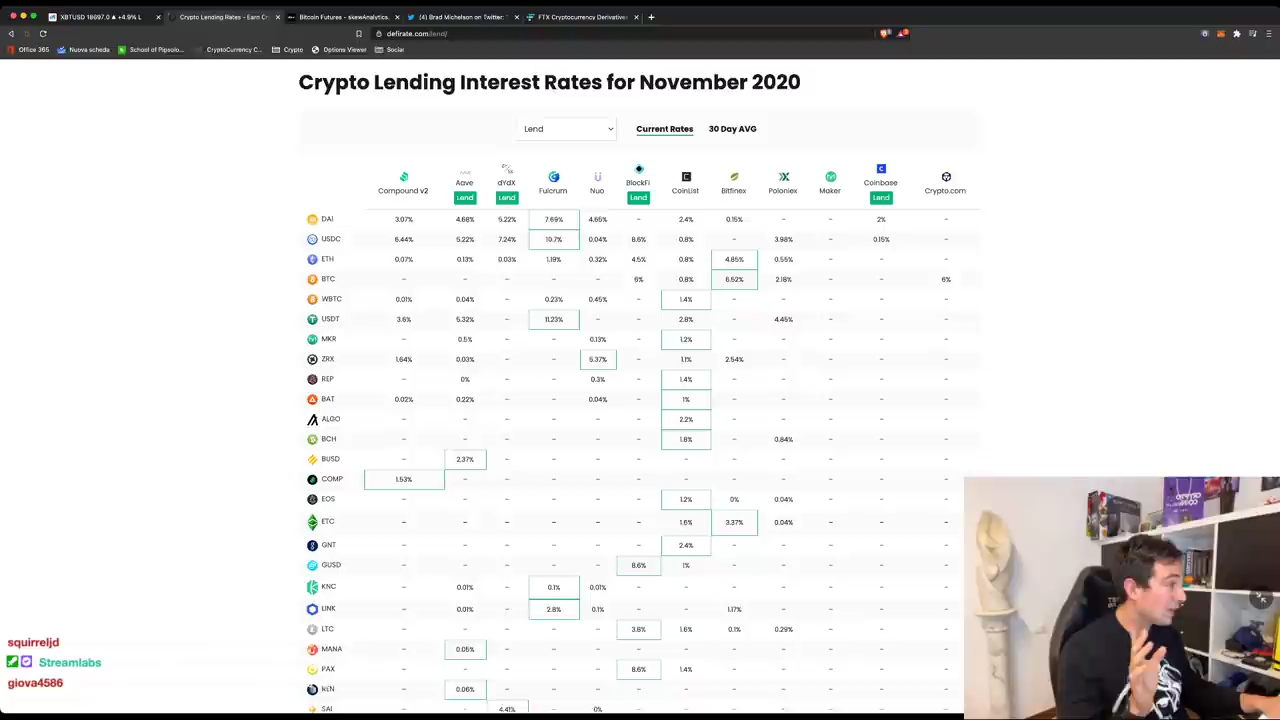 XBTUSD 18697.0 ▲ +4.9% L
Crypto Lending Rates - Earn Cr
Bitcoin Futures - skewAnalytics
(4) Brad Michelson on Twitter:
FTX Cryptocurrency Derivatives
defirate.com/lend/
Office 365
Nuova scheda
School of Pipsolo...
CryptoCurrency C...
Crypto
Options Viewer
Social
Crypto Lending Interest Rates for November 2020
Lend
Current Rates
30 Day AVG
Compound v2 Aave dYdX Fulcrum Nuo BlockFi CoinList Bitfinex Poloniex Maker Coinbase Crypto.com
Lend Lend Lend Lend
DAI 3.07% 4.68% 5.22% 7.69% 4.66% - 2.4% 0.15% - - 2% -
USDC 6.44% 5.22% 7.24% 10.7% 0.04% 8.6% 0.8% - 3.98% - 0.15% -
ETH 0.07% 0.13% 0.03% 1.19% 0.32% 4.5% 0.8% 4.85% 0.55% - - -
BTC - - - - - 6% 0.8% 6.52% 2.18% - - 6%
WBTC 0.01% 0.04% - 0.23% 0.45% - 1.4% - - - - -
USDT 3.6% 5.32% - 11.23% - - 2.8% - 4.45% - - -
MKR - 0.5% - - 0.13% - 1.2% - - - - -
ZRX 1.64% 0.03% - - 5.37% - 1.1% 2.54% - - - -
REP - 0% - - 0.3% - 1.4% - - - - -
BAT 0.02% 0.22% - - 0.04% - 1% - - - - -
ALGO - - - - - - 2.2% - - - - -
BCH - - - - - - 1.8% - 0.84% - - -
BUSD - 2.37% - - - - - - - - - -
COMP 1.53% - - - - - - - - - - -
EOS - - - - - - 1.2% 0% 0.04% - - -
ETC - - - - - - 1.6% 3.37% 0.04% - - -
GNT - - - - - - 2.4% - - - - -
GUSD - - - - - 8.6% 1% - - - - -
KNC - 0.01% - 0.1% 0.01% - - - - - - -
LINK - 0.01% - 2.8% 0.1% - - 1.17% - - - -
LTC - - - - - 3.8% 1.6% 0.1% 0.29% - -
MANA - 0.05% - - - - - - - - -
PAX - - - - - 8.6% 1.4% - - - -
REN - 0.06% - - - - - - - - -
SAI - - 4.41% - 0% - - - - - -
squirreljd
Streamlabs
giova4586